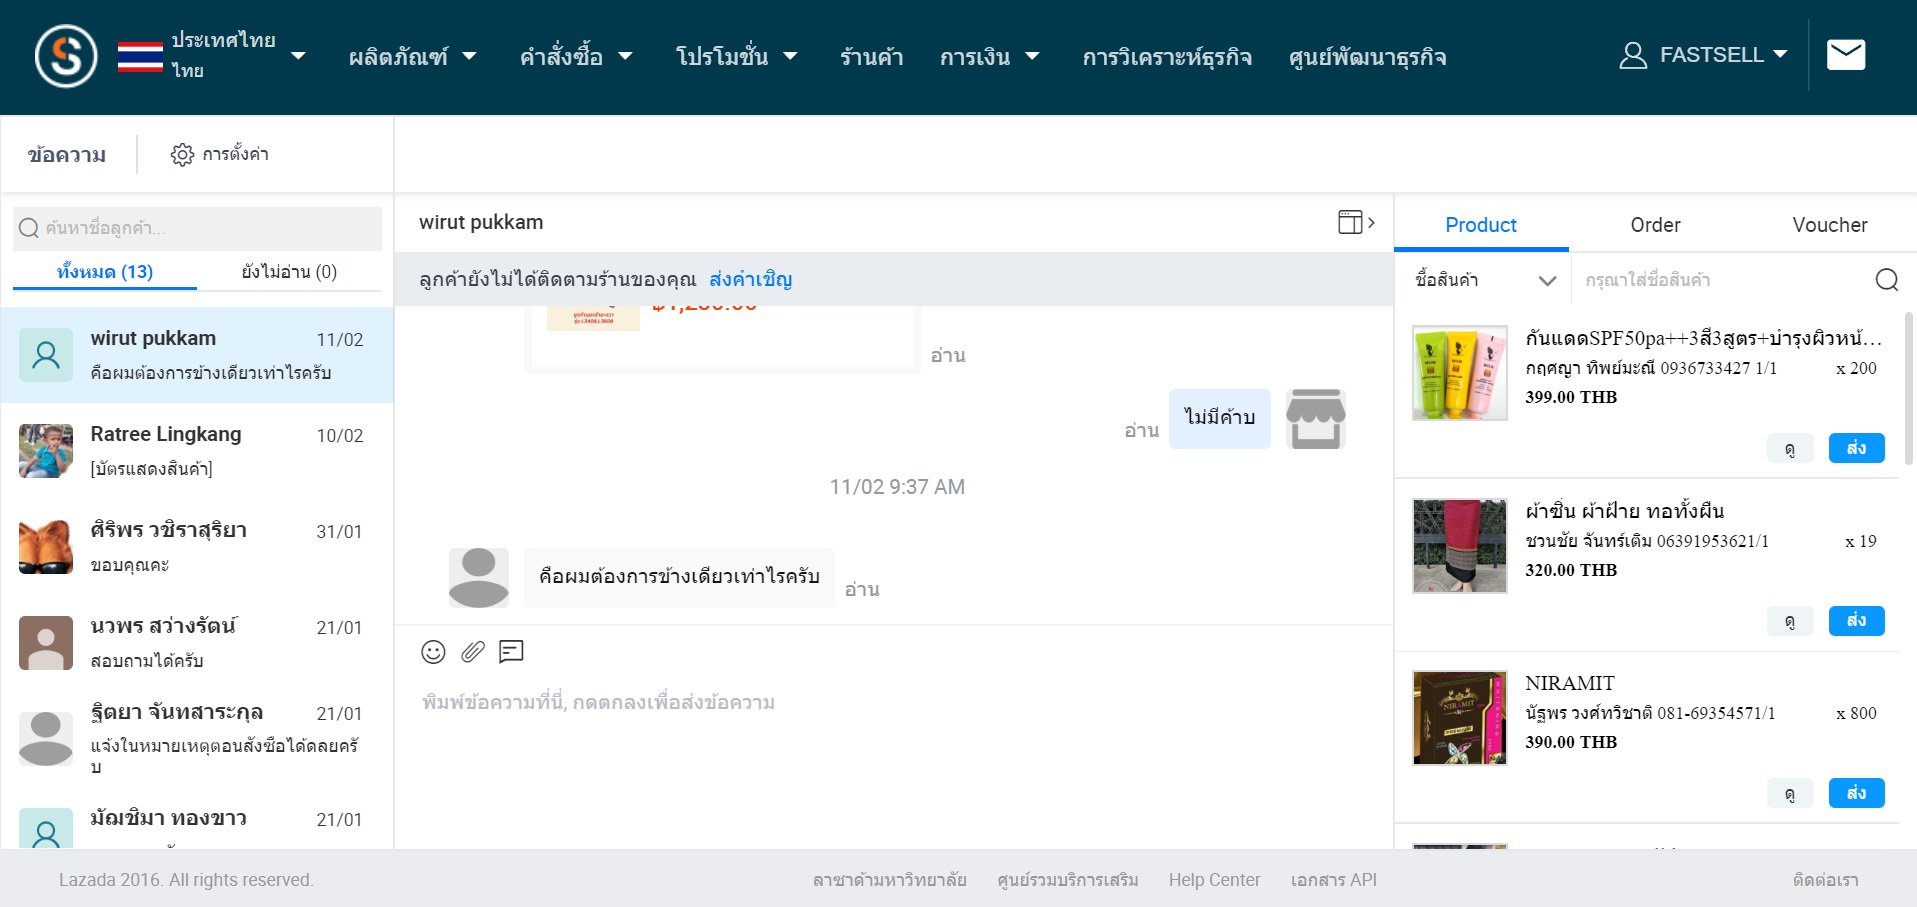 ประเทศไทย
ไทย
ผลิตภัณฑ์
คำสั่งซื้อ
โปรโมชั่น
ร้านค้า
การเงิน
การวิเคราะห์ธุรกิจ
ศูนย์พัฒนาธุรกิจ
FASTSELL
ข้อความ
การตั้งค่า
ค้นหาชื่อลูกค้า...
ทั้งหมด (13)
ยังไม่อ่าน (0)
wirut pukkam
11/02
คือผมต้องการข้างเดียวเท่าไรครับ
Ratree Lingkang
10/02
[บัตรแสดงสินค้า]
ศิริพร วชิราสุริยา
31/01
ขอบคุณคะ
นวพร สว่างรัตน์
21/01
สอบถามได้ครับ
ฐิตยา จันทสาระกุล
21/01
แจ้งในหมายเหตุตอนสั่งซือได้ดลยครั
บ
มัณชิมา ทองขาว
21/01
wirut pukkam
ลูกค้ายังไม่ได้ติดตามร้านของคุณ ส่งคำเชิญ
อ่าน
ไม่มีค้าบ
อ่าน
11/02 9:37 AM
คือผมต้องการข้างเดียวเท่าไรครับ
อ่าน
พิมพ์ข้อความที่นี่, กดตกลงเพื่อส่งข้อความ
Product
Order
Voucher
ชื้อสินค้า
กรุณาใส่ชื่อสินค้า
กันแดดSPF50pa++3สี3สูตร+บำรุงผิวหน้...
กฤศญา ทิพย์มะณี 0936733427 1/1
x 200
399.00 THB
ดู
ส่ง
ผ้าซิ่น ผ้าฝ้าย ทอทั้งผืน
ชวนชัย จันทร์เติม 06391953621/1
x 19
320.00 THB
ดู
ส่ง
NIRAMIT
NIRAMIT
นัฐพร วงศ์ทวิชาติ 081-69354571/1
x 800
390.00 THB
ดู
ส่ง
Lazada 2016. All rights reserved.
ลาซาด้ามหาวิทยาลัย
ศูนย์รวมบริการเสริม
Help Center
เอกสาร API
ติดต่อเรา